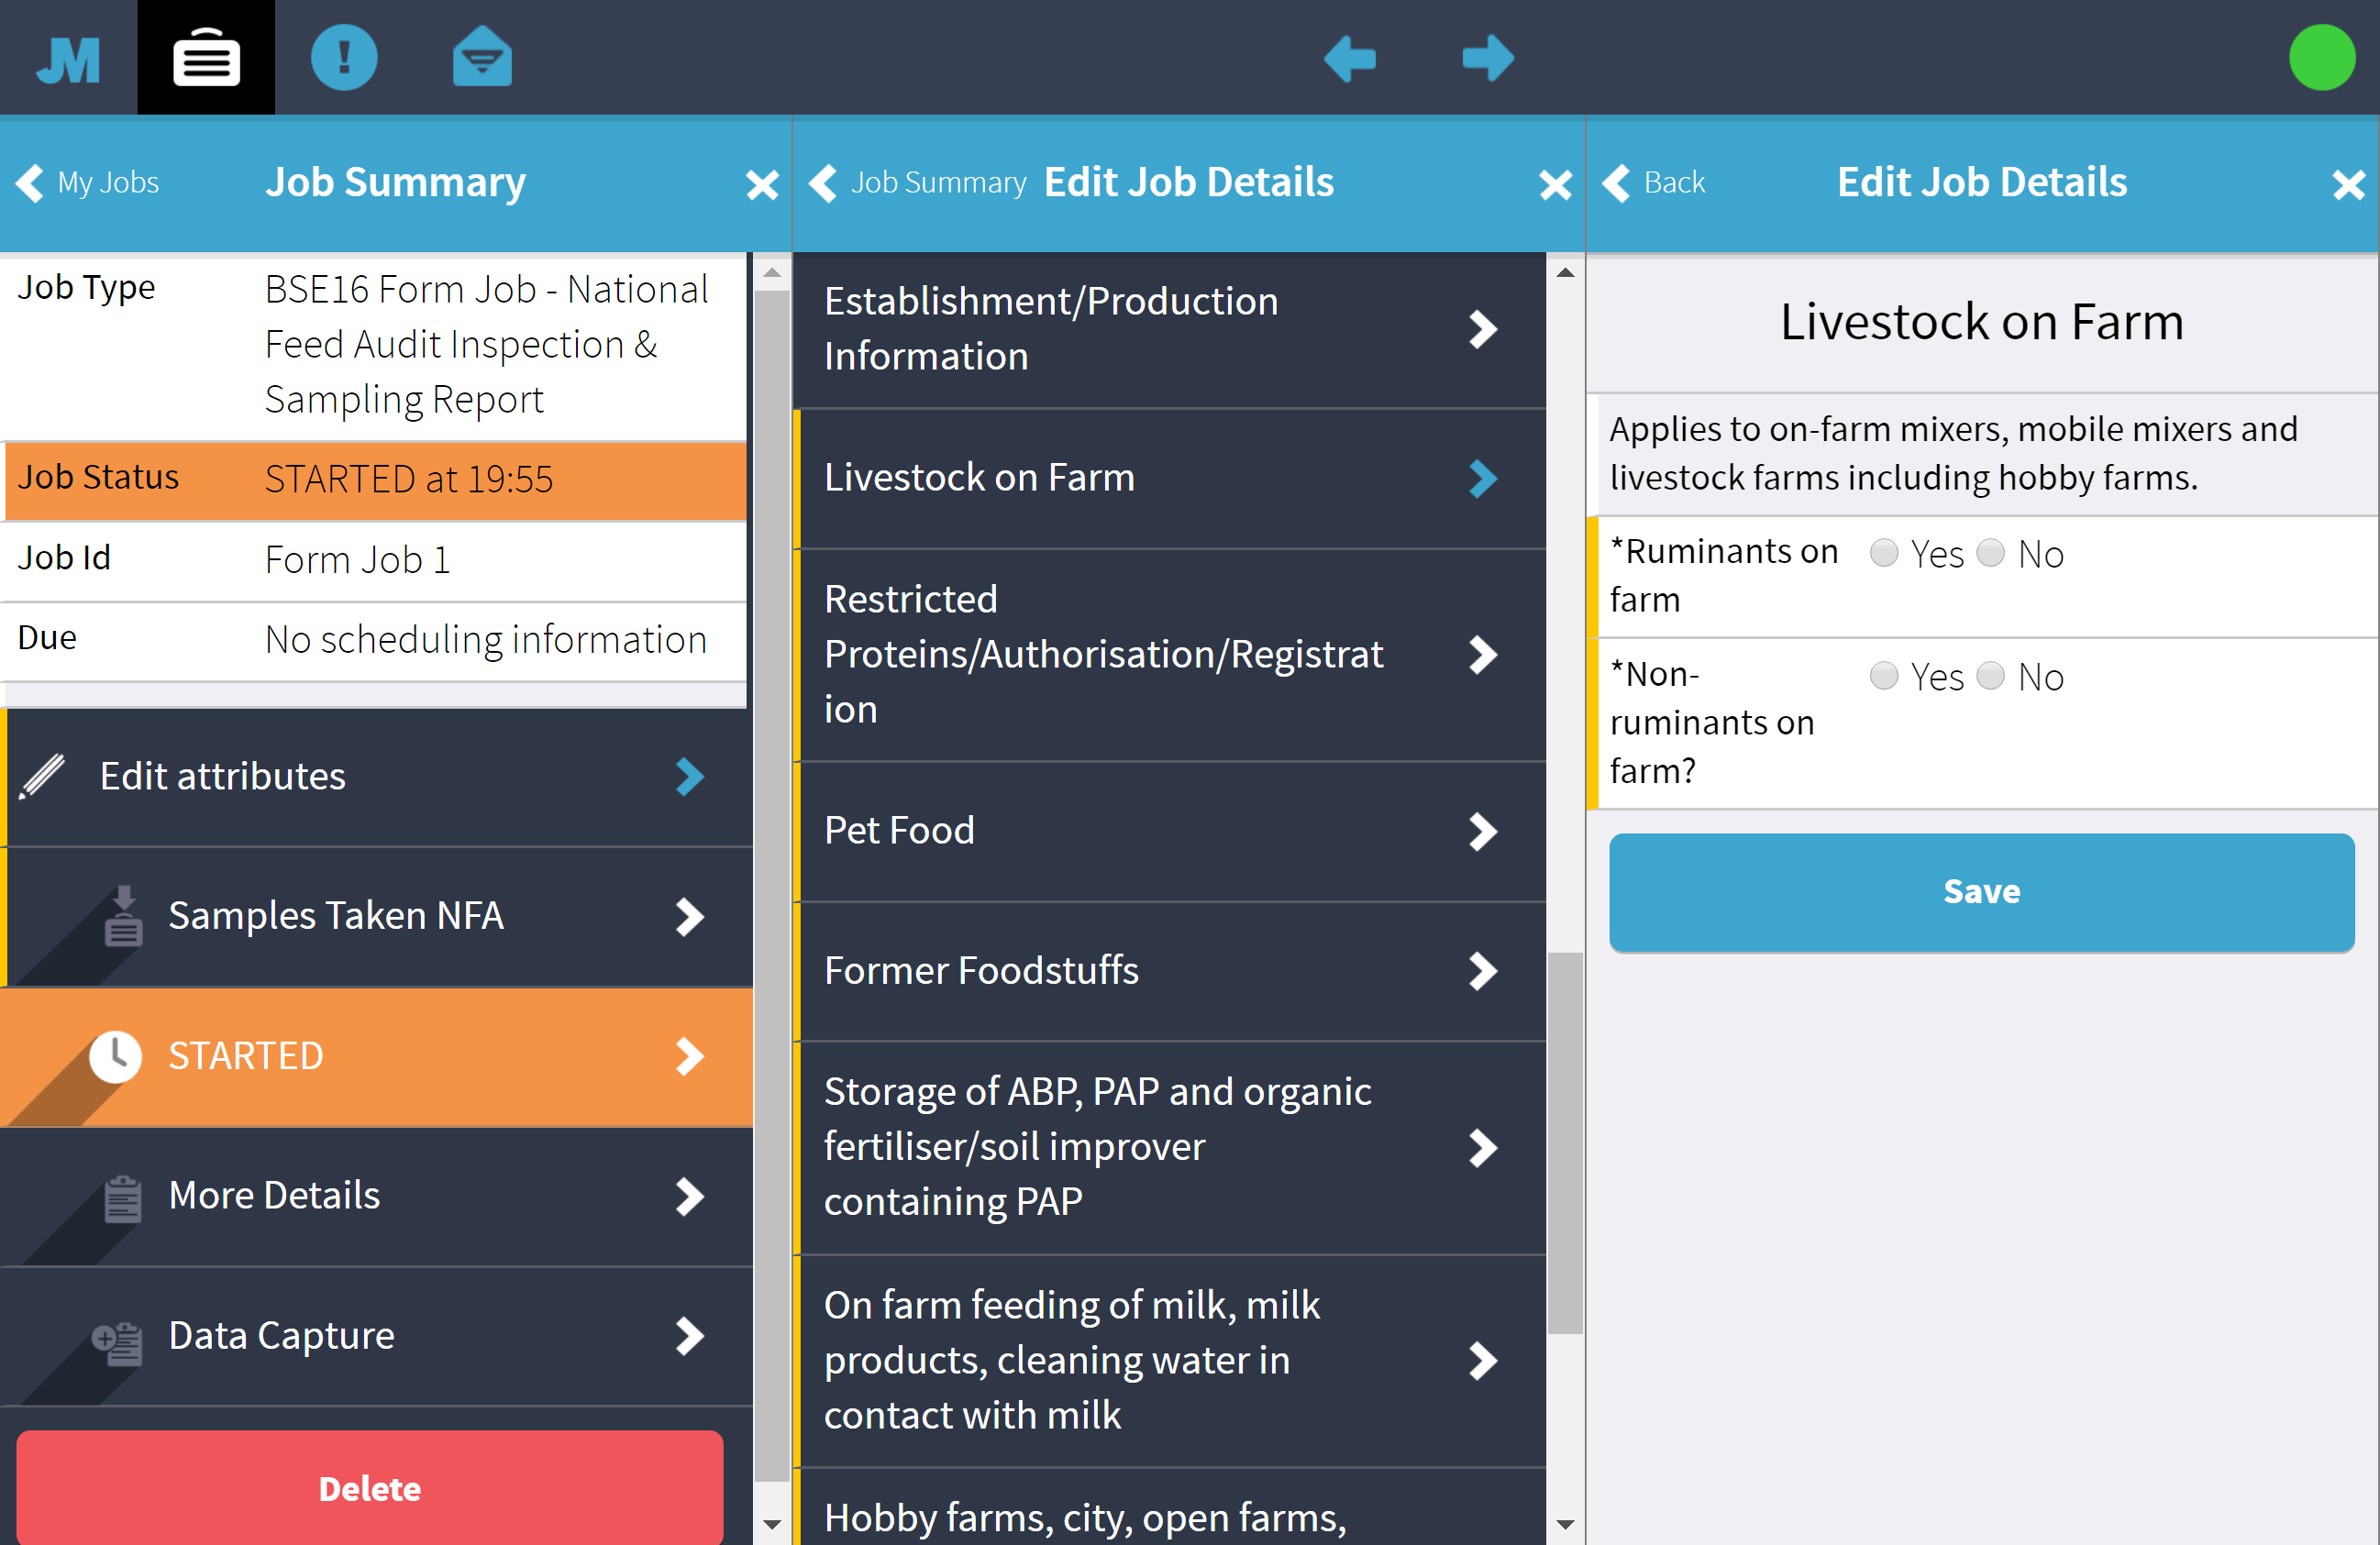 JM
My Jobs
Job Summary
Job Type
BSE16 Form Job - National
Feed Audit Inspection &
Sampling Report
Job Status
STARTED at 19:55
Job Id
Form Job 1
Due
No scheduling information
Edit attributes
Samples Taken NFA
STARTED
More Details
Data Capture
Delete
Job Summary
Edit Job Details
Establishment/Production
Information
Livestock on Farm
Restricted
Proteins/Authorisation/Registrat
ion
Pet Food
Former Foodstuffs
Storage of ABP, PAP and organic
fertiliser/soil improver
containing PAP
On farm feeding of milk, milk
products, cleaning water in
contact with milk
Hobby farms, city, open farms,
Back
Edit Job Details
Livestock on Farm
Applies to on-farm mixers, mobile mixers and
livestock farms including hobby farms.
*Ruminants on
farm
Yes No
*Non-
ruminants on
farm?
Yes No
Save